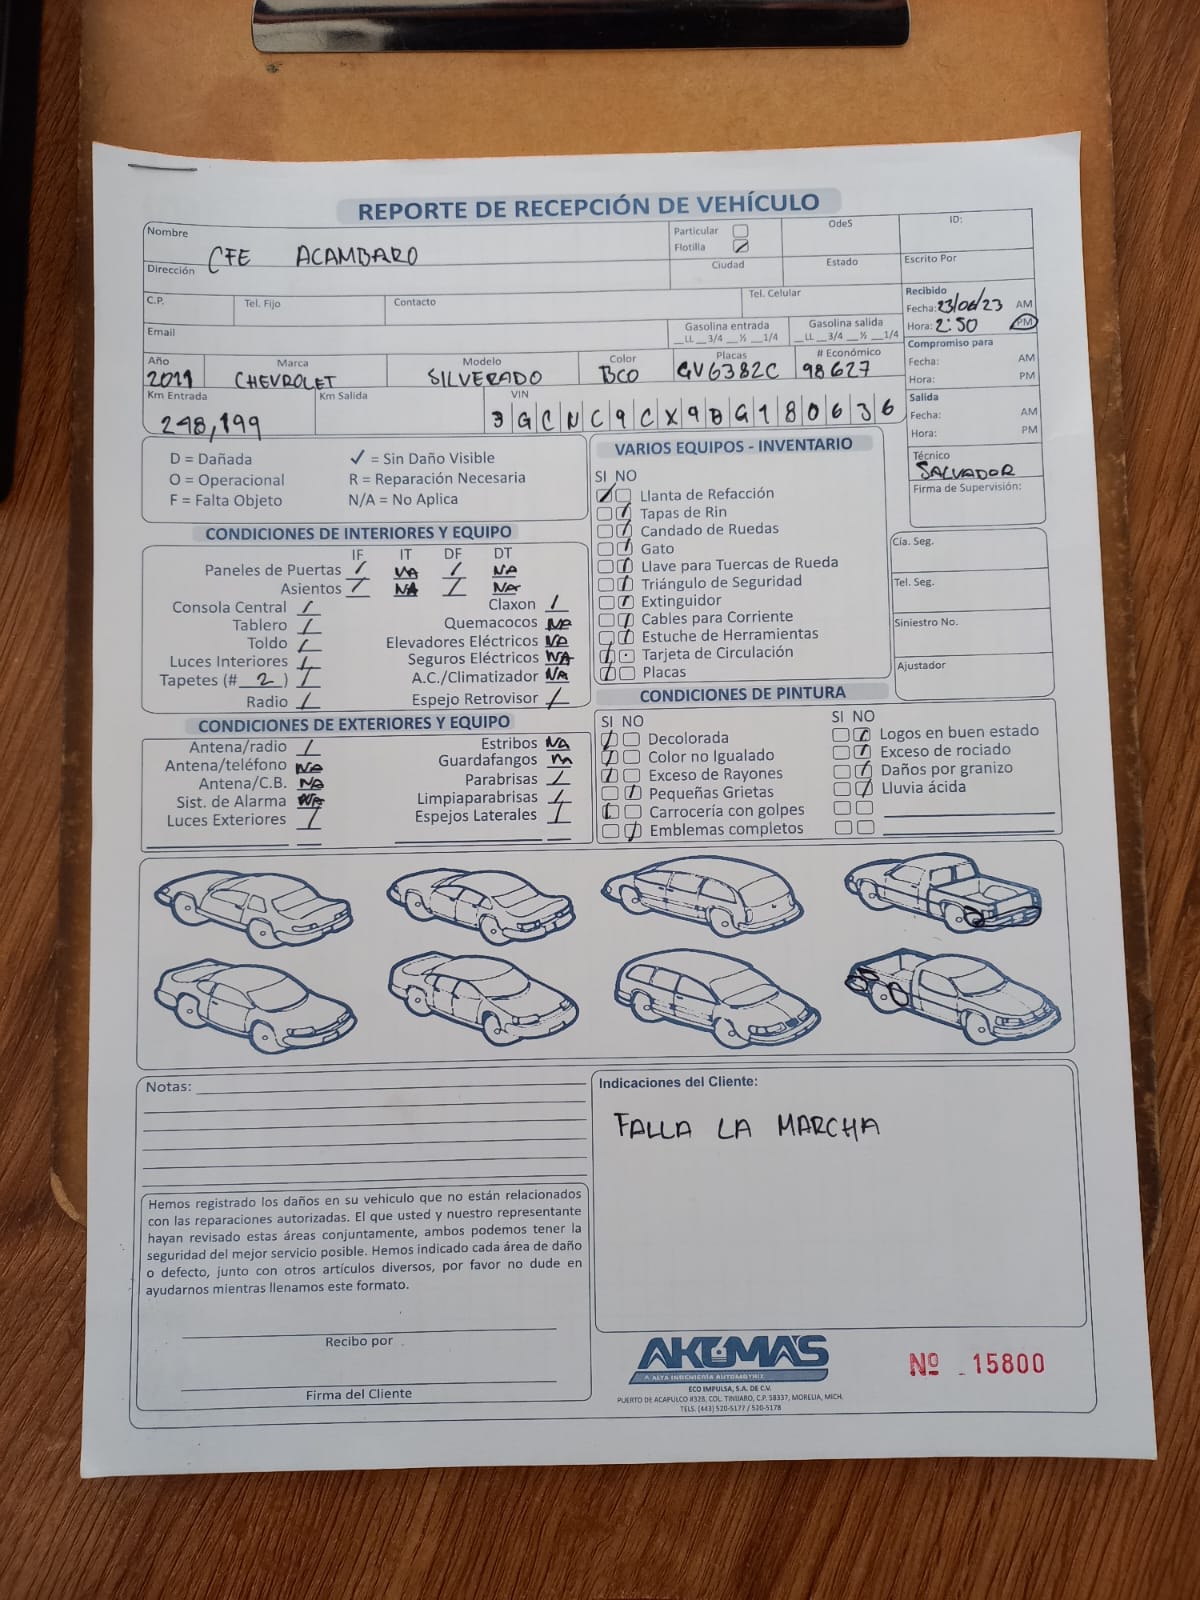 REPORTE DE RECEPCIÓN DE VEHÍCULO
Nombre CFE ACAMBARO
Particular
Flotilla ✓
OdeS
ID:
Dirección
Ciudad
Estado
Escrito Por
C.P.
Tel. Fijo
Contacto
Tel. Celular
Recibido
Fecha: 23/06/23 AM
Hora: 2:50 PM
Email
Gasolina entrada
__LL __3/4 __½ __1/4
Gasolina salida
__LL __3/4 __½ __1/4
Compromiso para
Fecha: AM
Hora: PM
Año Marca Modelo Color Placas # Económico
2011 CHEVROLET SILVERADO BCO GV6382C 98627
Km Entrada Km Salida VIN
248,199 3GCNC9CX9BG180636
Salida
Fecha: AM
Hora: PM
Técnico
SALVADOR
Firma de Supervisión:
Cía. Seg.
Tel. Seg.
Siniestro No.
Ajustador
D = Dañada ✓ = Sin Daño Visible
O = Operacional R = Reparación Necesaria
F = Falta Objeto N/A = No Aplica
CONDICIONES DE INTERIORES Y EQUIPO
IF IT DF DT
Paneles de Puertas / NA / NA
Asientos / NA / NA
Consola Central / Claxon /
Tablero / Quemacocos NA
Toldo / Elevadores Eléctricos NA
Luces Interiores / Seguros Eléctricos NA
Tapetes (# 2 ) / A.C./Climatizador NA
Radio / Espejo Retrovisor /
CONDICIONES DE EXTERIORES Y EQUIPO
Antena/radio / Estribos NA
Antena/teléfono NA Guardafangos
Antena/C.B. NA Parabrisas /
Sist. de Alarma NA Limpiaparabrisas /
Luces Exteriores / Espejos Laterales /
VARIOS EQUIPOS - INVENTARIO
SI NO
Llanta de Refacción
Tapas de Rin
Candado de Ruedas
Gato
Llave para Tuercas de Rueda
Triángulo de Seguridad
Extinguidor
Cables para Corriente
Estuche de Herramientas
Tarjeta de Circulación
Placas
CONDICIONES DE PINTURA
SI NO SI NO
Decolorada Logos en buen estado
Color no Igualado Exceso de rociado
Exceso de Rayones Daños por granizo
Pequeñas Grietas Lluvia ácida
Carrocería con golpes
Emblemas completos
Notas:
Indicaciones del Cliente:
FALLA LA MARCHA
Hemos registrado los daños en su vehiculo que no están relacionados
con las reparaciones autorizadas. El que usted y nuestro representante
hayan revisado estas áreas conjuntamente, ambos podemos tener la
seguridad del mejor servicio posible. Hemos indicado cada área de daño
o defecto, junto con otros artículos diversos, por favor no dude en
ayudarnos mientras llenamos este formato.
Recibo por
Firma del Cliente
AKUMA'S
ALTA INGENIERÍA AUTOMOTRIZ
ECO IMPULSA, S.A. DE C.V.
PUERTO DE ACAPULCO #328, COL. TINIJARO, C.P. 58337, MORELIA, MICH.
TELS. (443) 520-5177 / 520-5178
Nº 15800